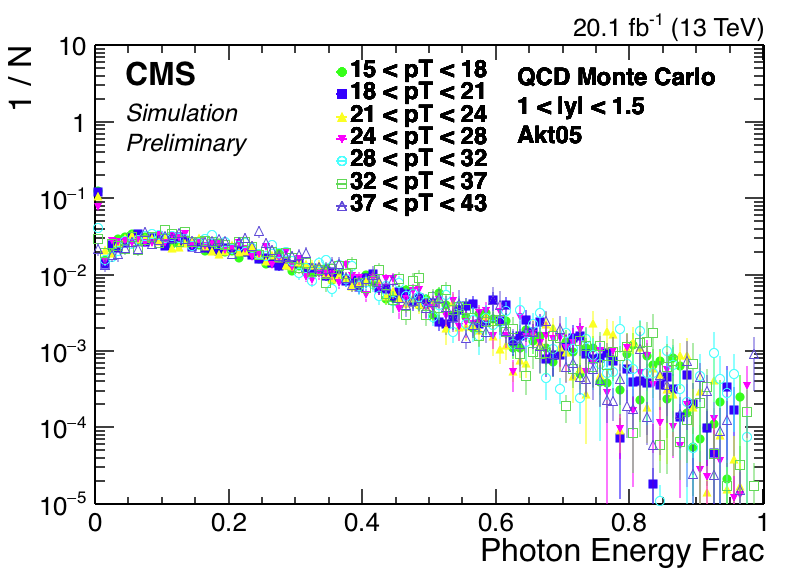 20.1 fb⁻¹ (13 TeV)
1 / N
CMS
Simulation
Preliminary
15 < pT < 18
18 < pT < 21
21 < pT < 24
24 < pT < 28
28 < pT < 32
32 < pT < 37
37 < pT < 43
QCD Monte Carlo
1 < |y| < 1.5
Akt05
10
1
10⁻¹
10⁻²
10⁻³
10⁻⁴
10⁻⁵
0 0.2 0.4 0.6 0.8 1
Photon Energy Frac